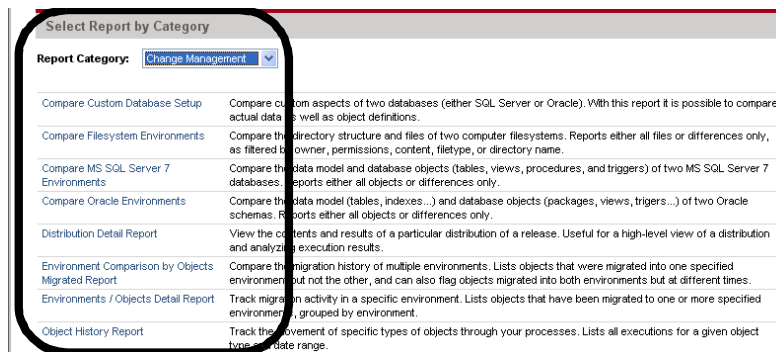 Select Report by Category
Report Category: Change Management
Compare Custom Database Setup
Compare custom aspects of two databases (either SQL Server or Oracle). With this report it is possible to compare
actual data as well as object definitions.
Compare Filesystem Environments
Compare the directory structure and files of two computer filesystems. Reports either all files or differences only,
as filtered by owner, permissions, content, filetype, or directory name.
Compare MS SQL Server 7
Environments
Compare the data model and database objects (tables, views, procedures, and triggers) of two MS SQL Server 7
databases. Reports either all objects or differences only.
Compare Oracle Environments
Compare the data model (tables, indexes...) and database objects (packages, views, trigers...) of two Oracle
schemas. Reports either all objects or differences only.
Distribution Detail Report
View the contents and results of a particular distribution of a release. Useful for a high-level view of a distribution
and analyzing execution results.
Environment Comparison by Objects
Migrated Report
Compare the migration history of multiple environments. Lists objects that were migrated into one specified
environment but not the other, and can also flag objects migrated into both environments but at different times.
Environments / Objects Detail Report
Track migration activity in a specific environment. Lists objects that have been migrated to one or more specified
environments, grouped by environment.
Object History Report
Track the movement of specific types of objects through your processes. Lists all executions for a given object
type and date range.